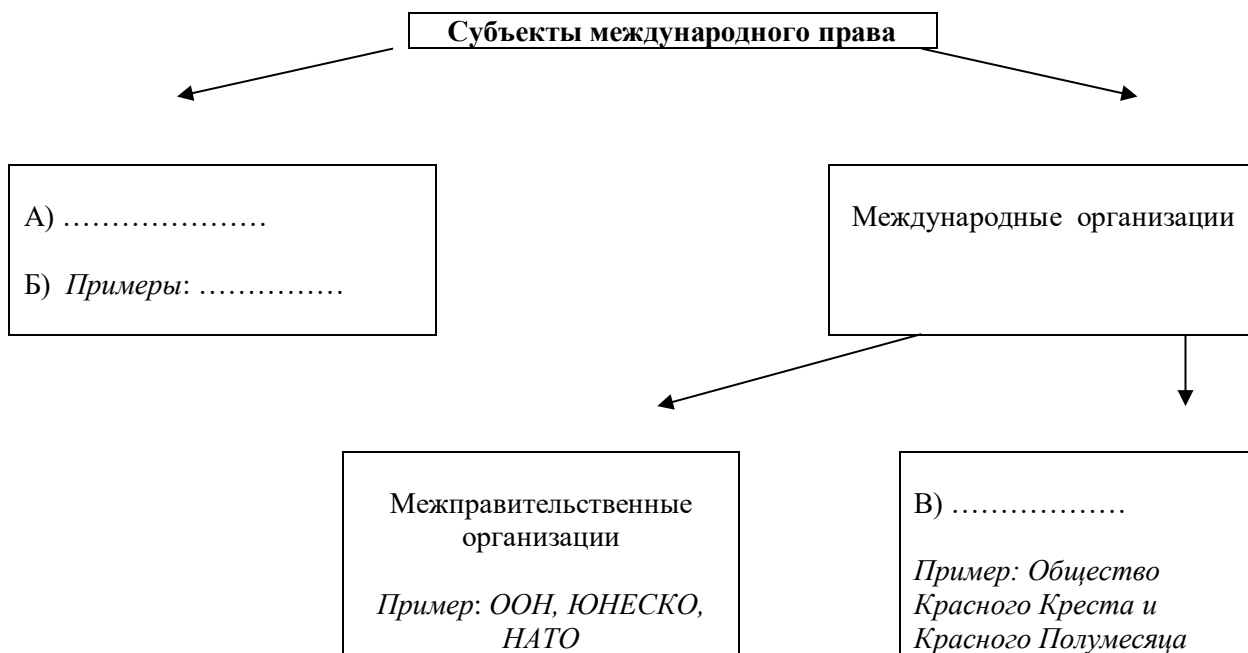 Субъекты международного права
А) …………………
Б) Примеры: ……………
Международные организации
Межправительственные
организации
Пример: ООН, ЮНЕСКО,
НАТО
В) ………………
Пример: Общество
Красного Креста и
Красного Полумесяца